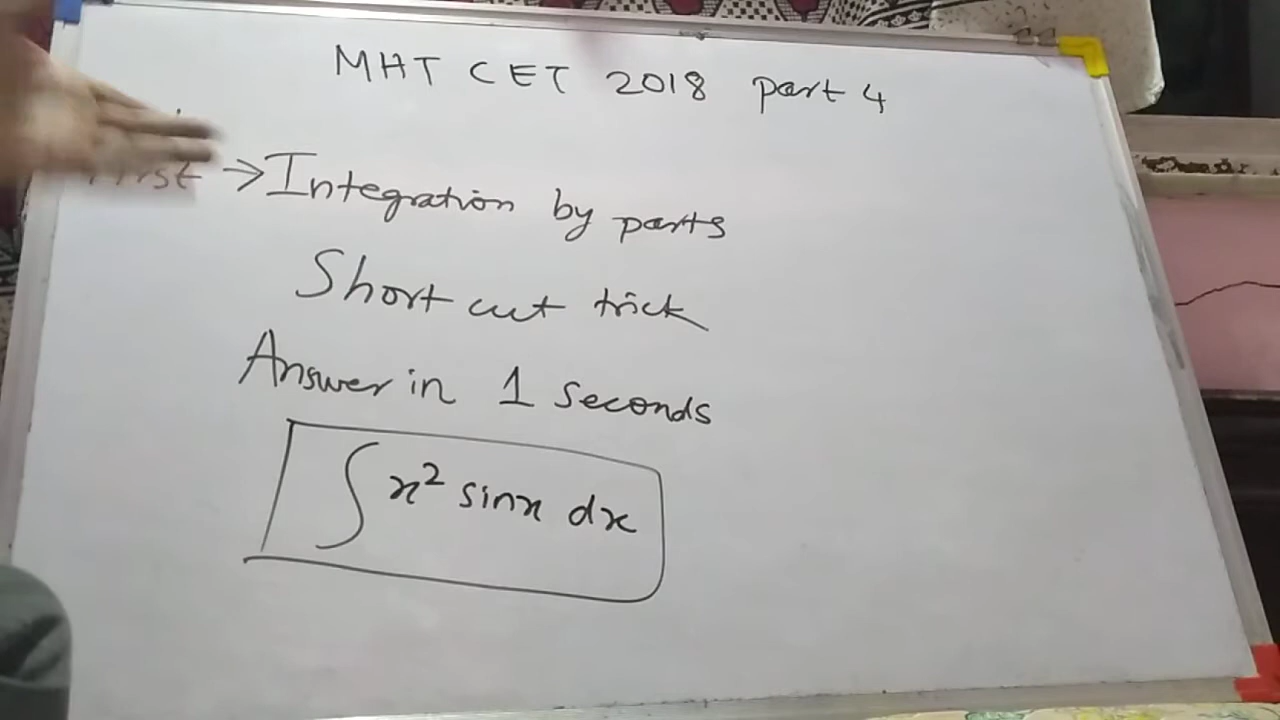 MHT CET 2018 part 4
first → Integration by parts
Short cut trick
Answer in 1 seconds
∫ x² sinx dx